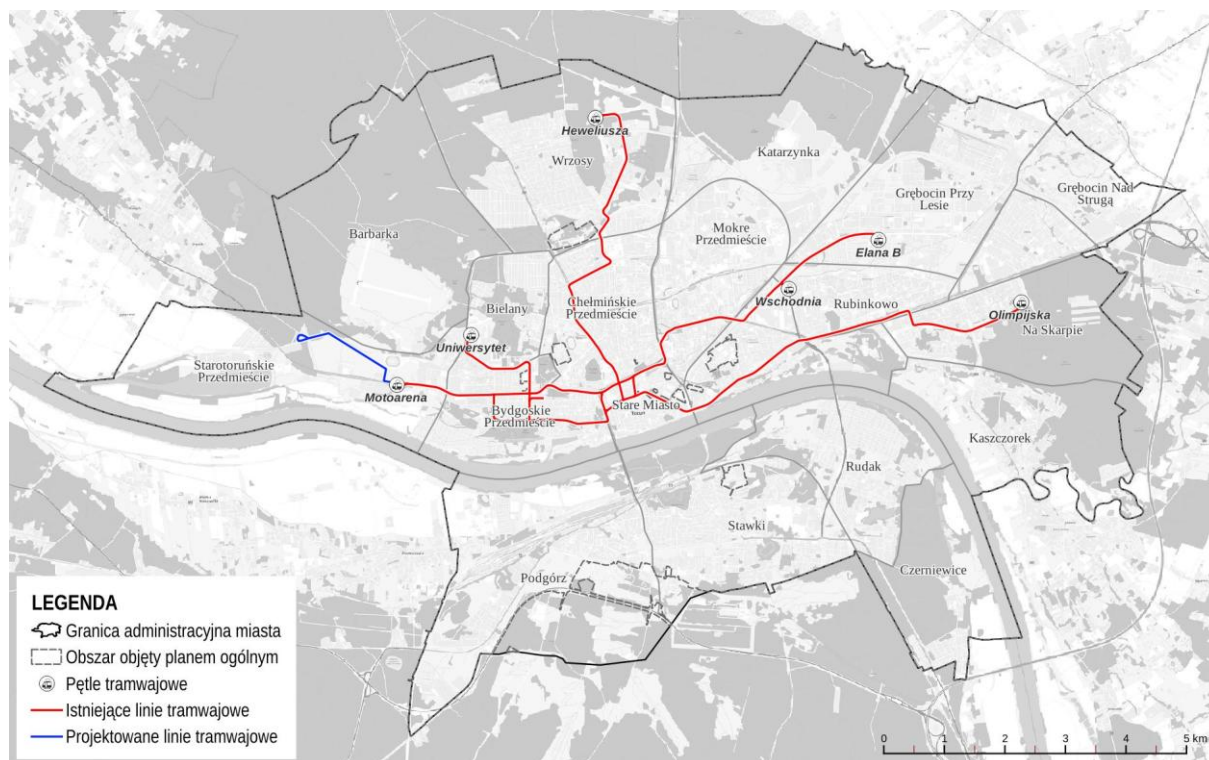 Heweliusza
Wrzosy
Katarzynka
Grębocin Przy
Lesie
Grębocin Nad
Strugą
Barbarka
Mokre
Przedmieście
Elana B
Wschodnia
Bielany
Chełmińskie
Przedmieście
Rubinkowo
Olimpijska
Na Skarpie
Uniwersytet
Starotoruńskie
Przedmieście
Motoarena
Bydgoskie
Przedmieście
Stare Miasto
Kaszczorek
Rudak
Stawki
Podgórz
Czerniewice
LEGENDA
Granica administracyjna miasta
Obszar objęty planem ogólnym
Pętle tramwajowe
Istniejące linie tramwajowe
Projektowane linie tramwajowe
0 1 2 3 4 5 km